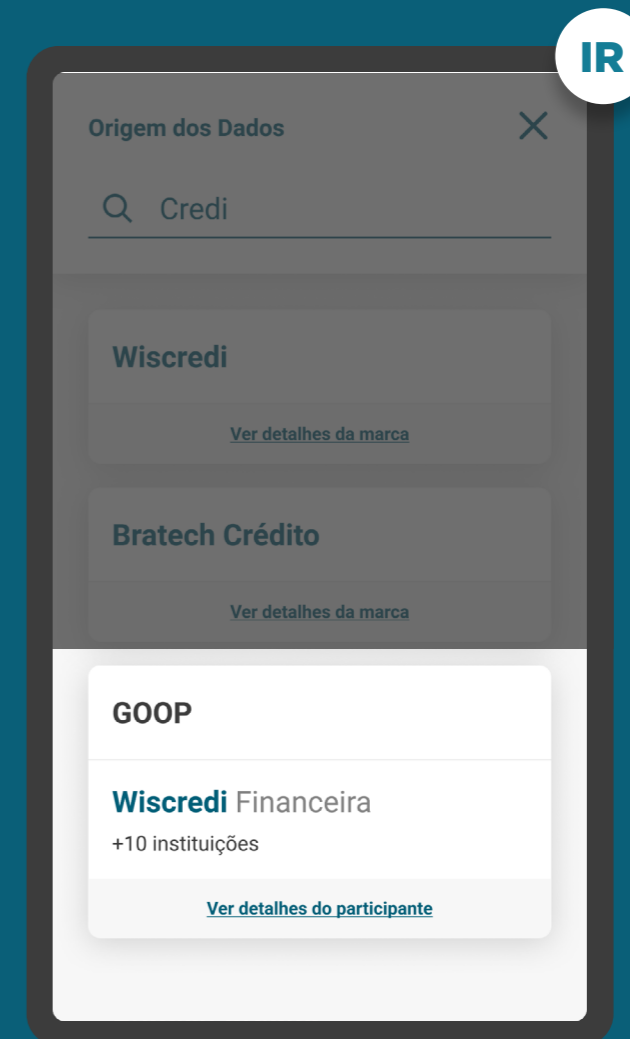 IR
Origem dos Dados
Credi
Wiscredi
Ver detalhes da marca
Bratech Crédito
Ver detalhes da marca
GOOP
Wiscredi Financeira
+10 instituições
Ver detalhes do participante